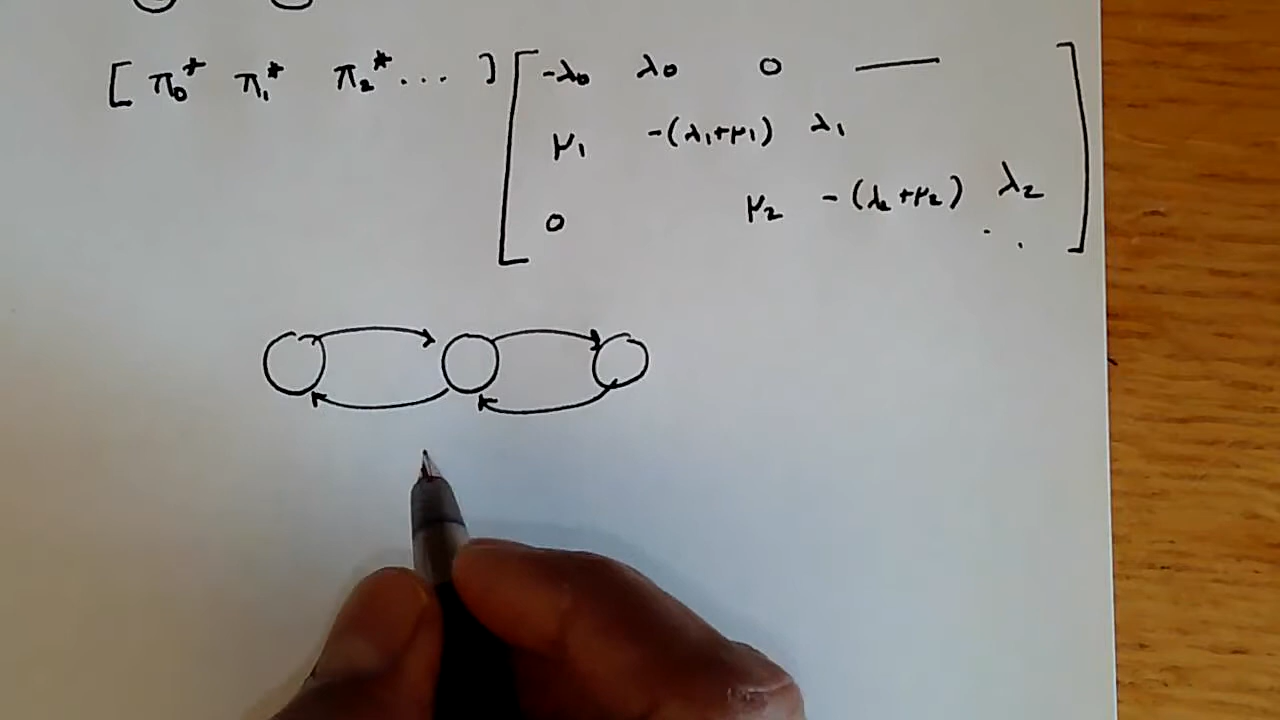 [ π₀* π₁* π₂* ... ] [ -λ₀ λ₀ 0 —
μ₁ -(λ₁+μ₁) λ₁
0 μ₂ -(λ₂+μ₂) λ₂
⋱ ]